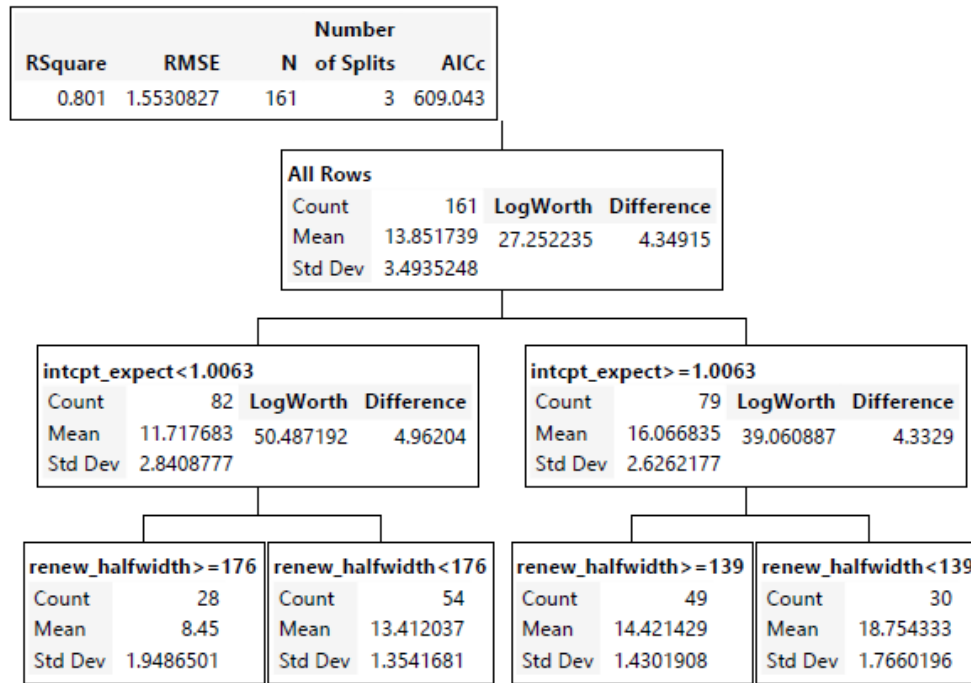 Number
RSquare RMSE N of Splits AICc
0.801 1.5530827 161 3 609.043
All Rows
Count 161 LogWorth Difference
Mean 13.851739 27.252235 4.34915
Std Dev 3.4935248
intcpt_expect<1.0063
Count 82 LogWorth Difference
Mean 11.717683 50.487192 4.96204
Std Dev 2.8408777
intcpt_expect>=1.0063
Count 79 LogWorth Difference
Mean 16.066835 39.060887 4.3329
Std Dev 2.6262177
renew_halfwidth>=176
Count 28
Mean 8.45
Std Dev 1.9486501
renew_halfwidth<176
Count 54
Mean 13.412037
Std Dev 1.3541681
renew_halfwidth>=139
Count 49
Mean 14.421429
Std Dev 1.4301908
renew_halfwidth<139
Count 30
Mean 18.754333
Std Dev 1.7660196